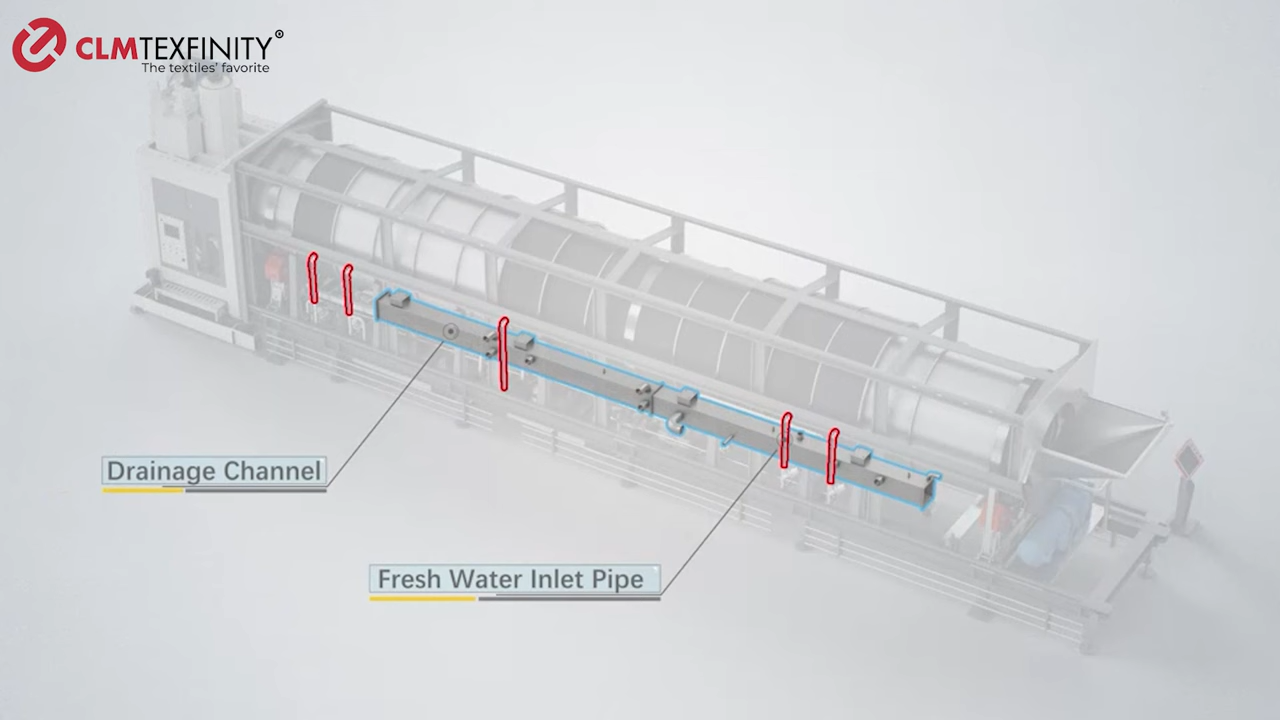 CLMTEXFINITY®
The textiles' favorite
Drainage Channel
Fresh Water Inlet Pipe